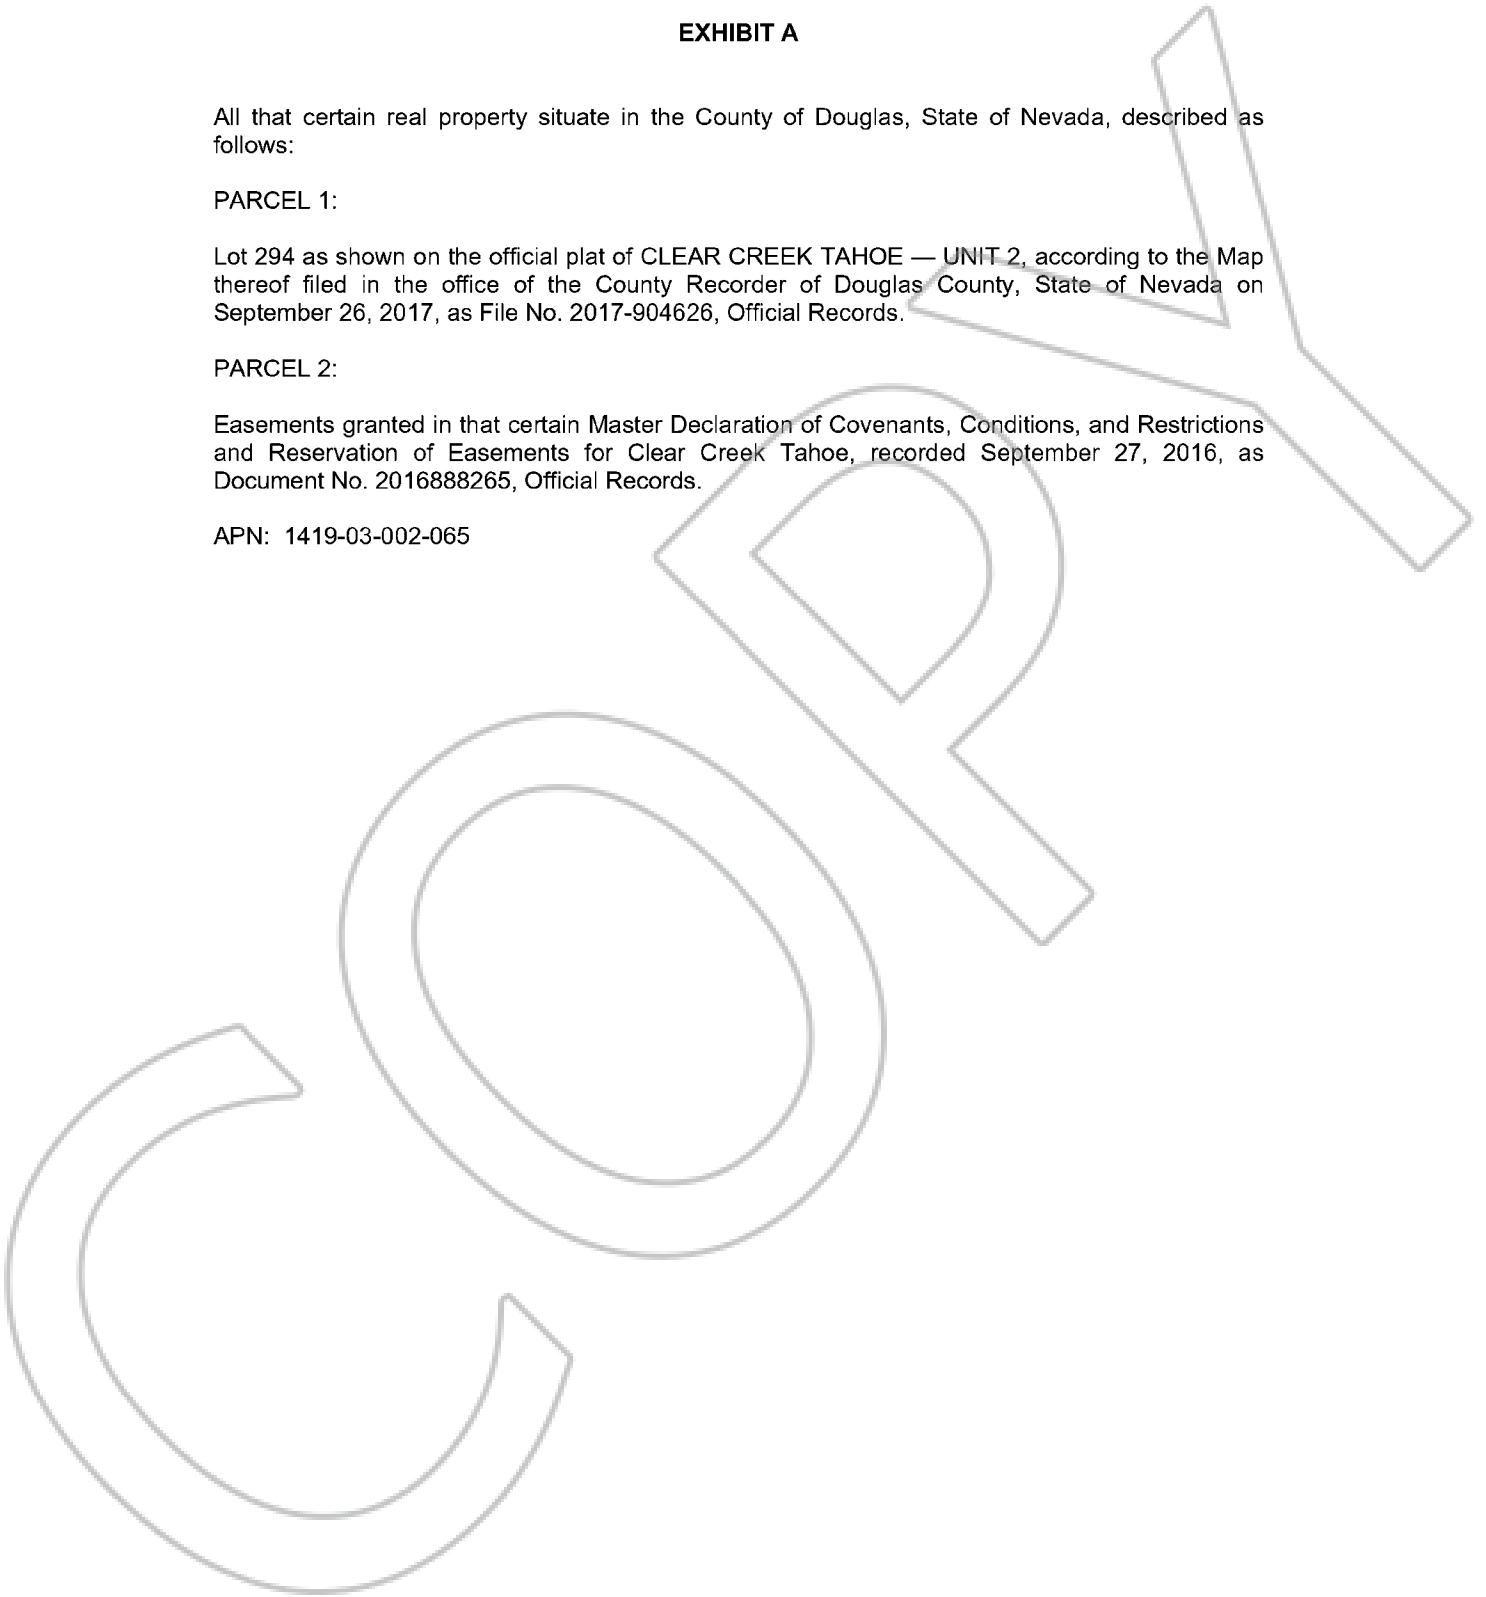 EXHIBIT A
All that certain real property situate in the County of Douglas, State of Nevada, described as
follows:
PARCEL 1:
Lot 294 as shown on the official plat of CLEAR CREEK TAHOE — UNIT 2, according to the Map
thereof filed in the office of the County Recorder of Douglas County, State of Nevada on
September 26, 2017, as File No. 2017-904626, Official Records.
PARCEL 2:
Easements granted in that certain Master Declaration of Covenants, Conditions, and Restrictions
and Reservation of Easements for Clear Creek Tahoe, recorded September 27, 2016, as
Document No. 2016888265, Official Records.
APN: 1419-03-002-065
COPY